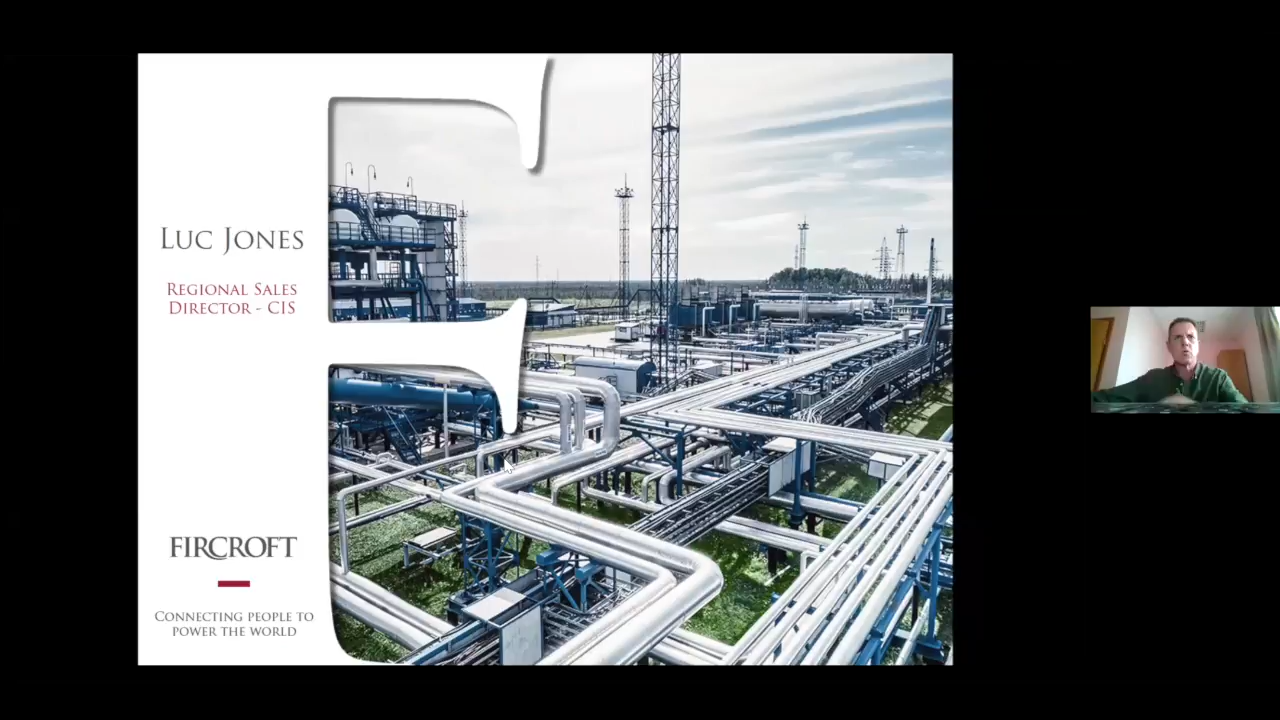 LUC JONES
REGIONAL SALES
DIRECTOR - CIS
FIRCROFT
CONNECTING PEOPLE TO
POWER THE WORLD